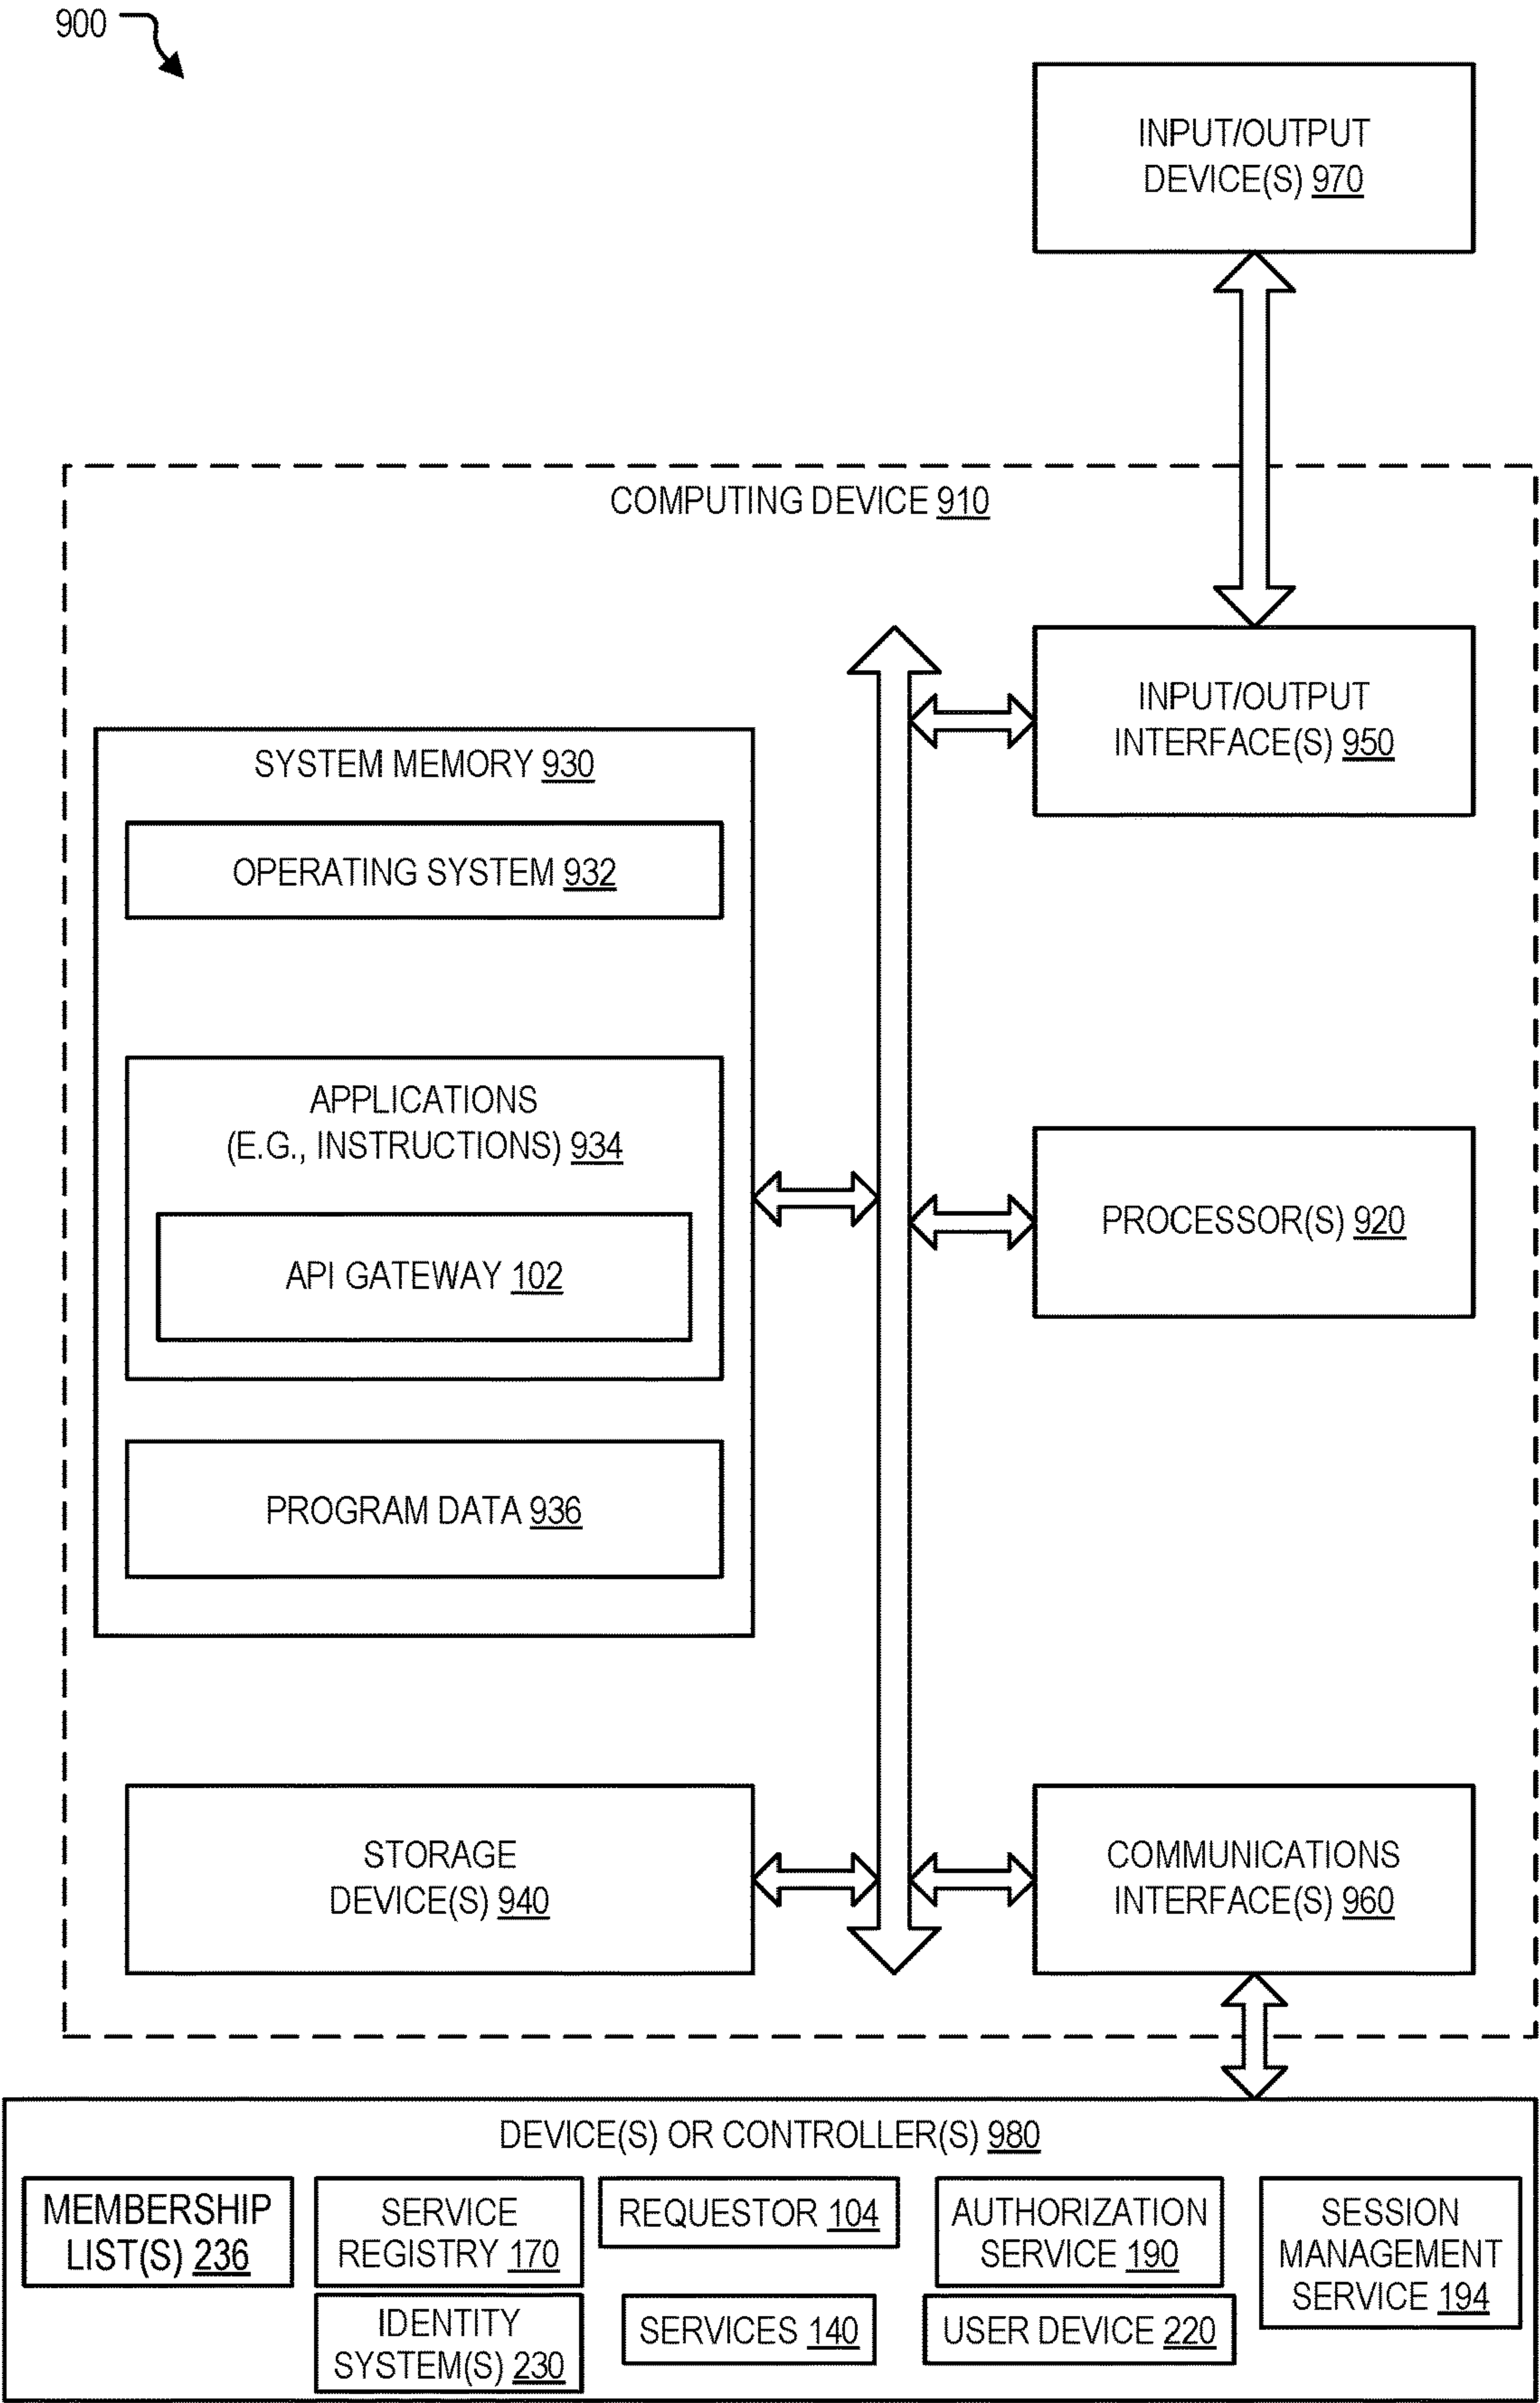 900
INPUT/OUTPUT
DEVICE(S) 970
COMPUTING DEVICE 910
INPUT/OUTPUT
INTERFACE(S) 950
SYSTEM MEMORY 930
OPERATING SYSTEM 932
APPLICATIONS
(E.G., INSTRUCTIONS) 934
API GATEWAY 102
PROCESSOR(S) 920
PROGRAM DATA 936
STORAGE
DEVICE(S) 940
COMMUNICATIONS
INTERFACE(S) 960
DEVICE(S) OR CONTROLLER(S) 980
MEMBERSHIP
LIST(S) 236
SERVICE
REGISTRY 170
REQUESTOR 104
AUTHORIZATION
SERVICE 190
SESSION
MANAGEMENT
SERVICE 194
IDENTITY
SYSTEM(S) 230
SERVICES 140
USER DEVICE 220